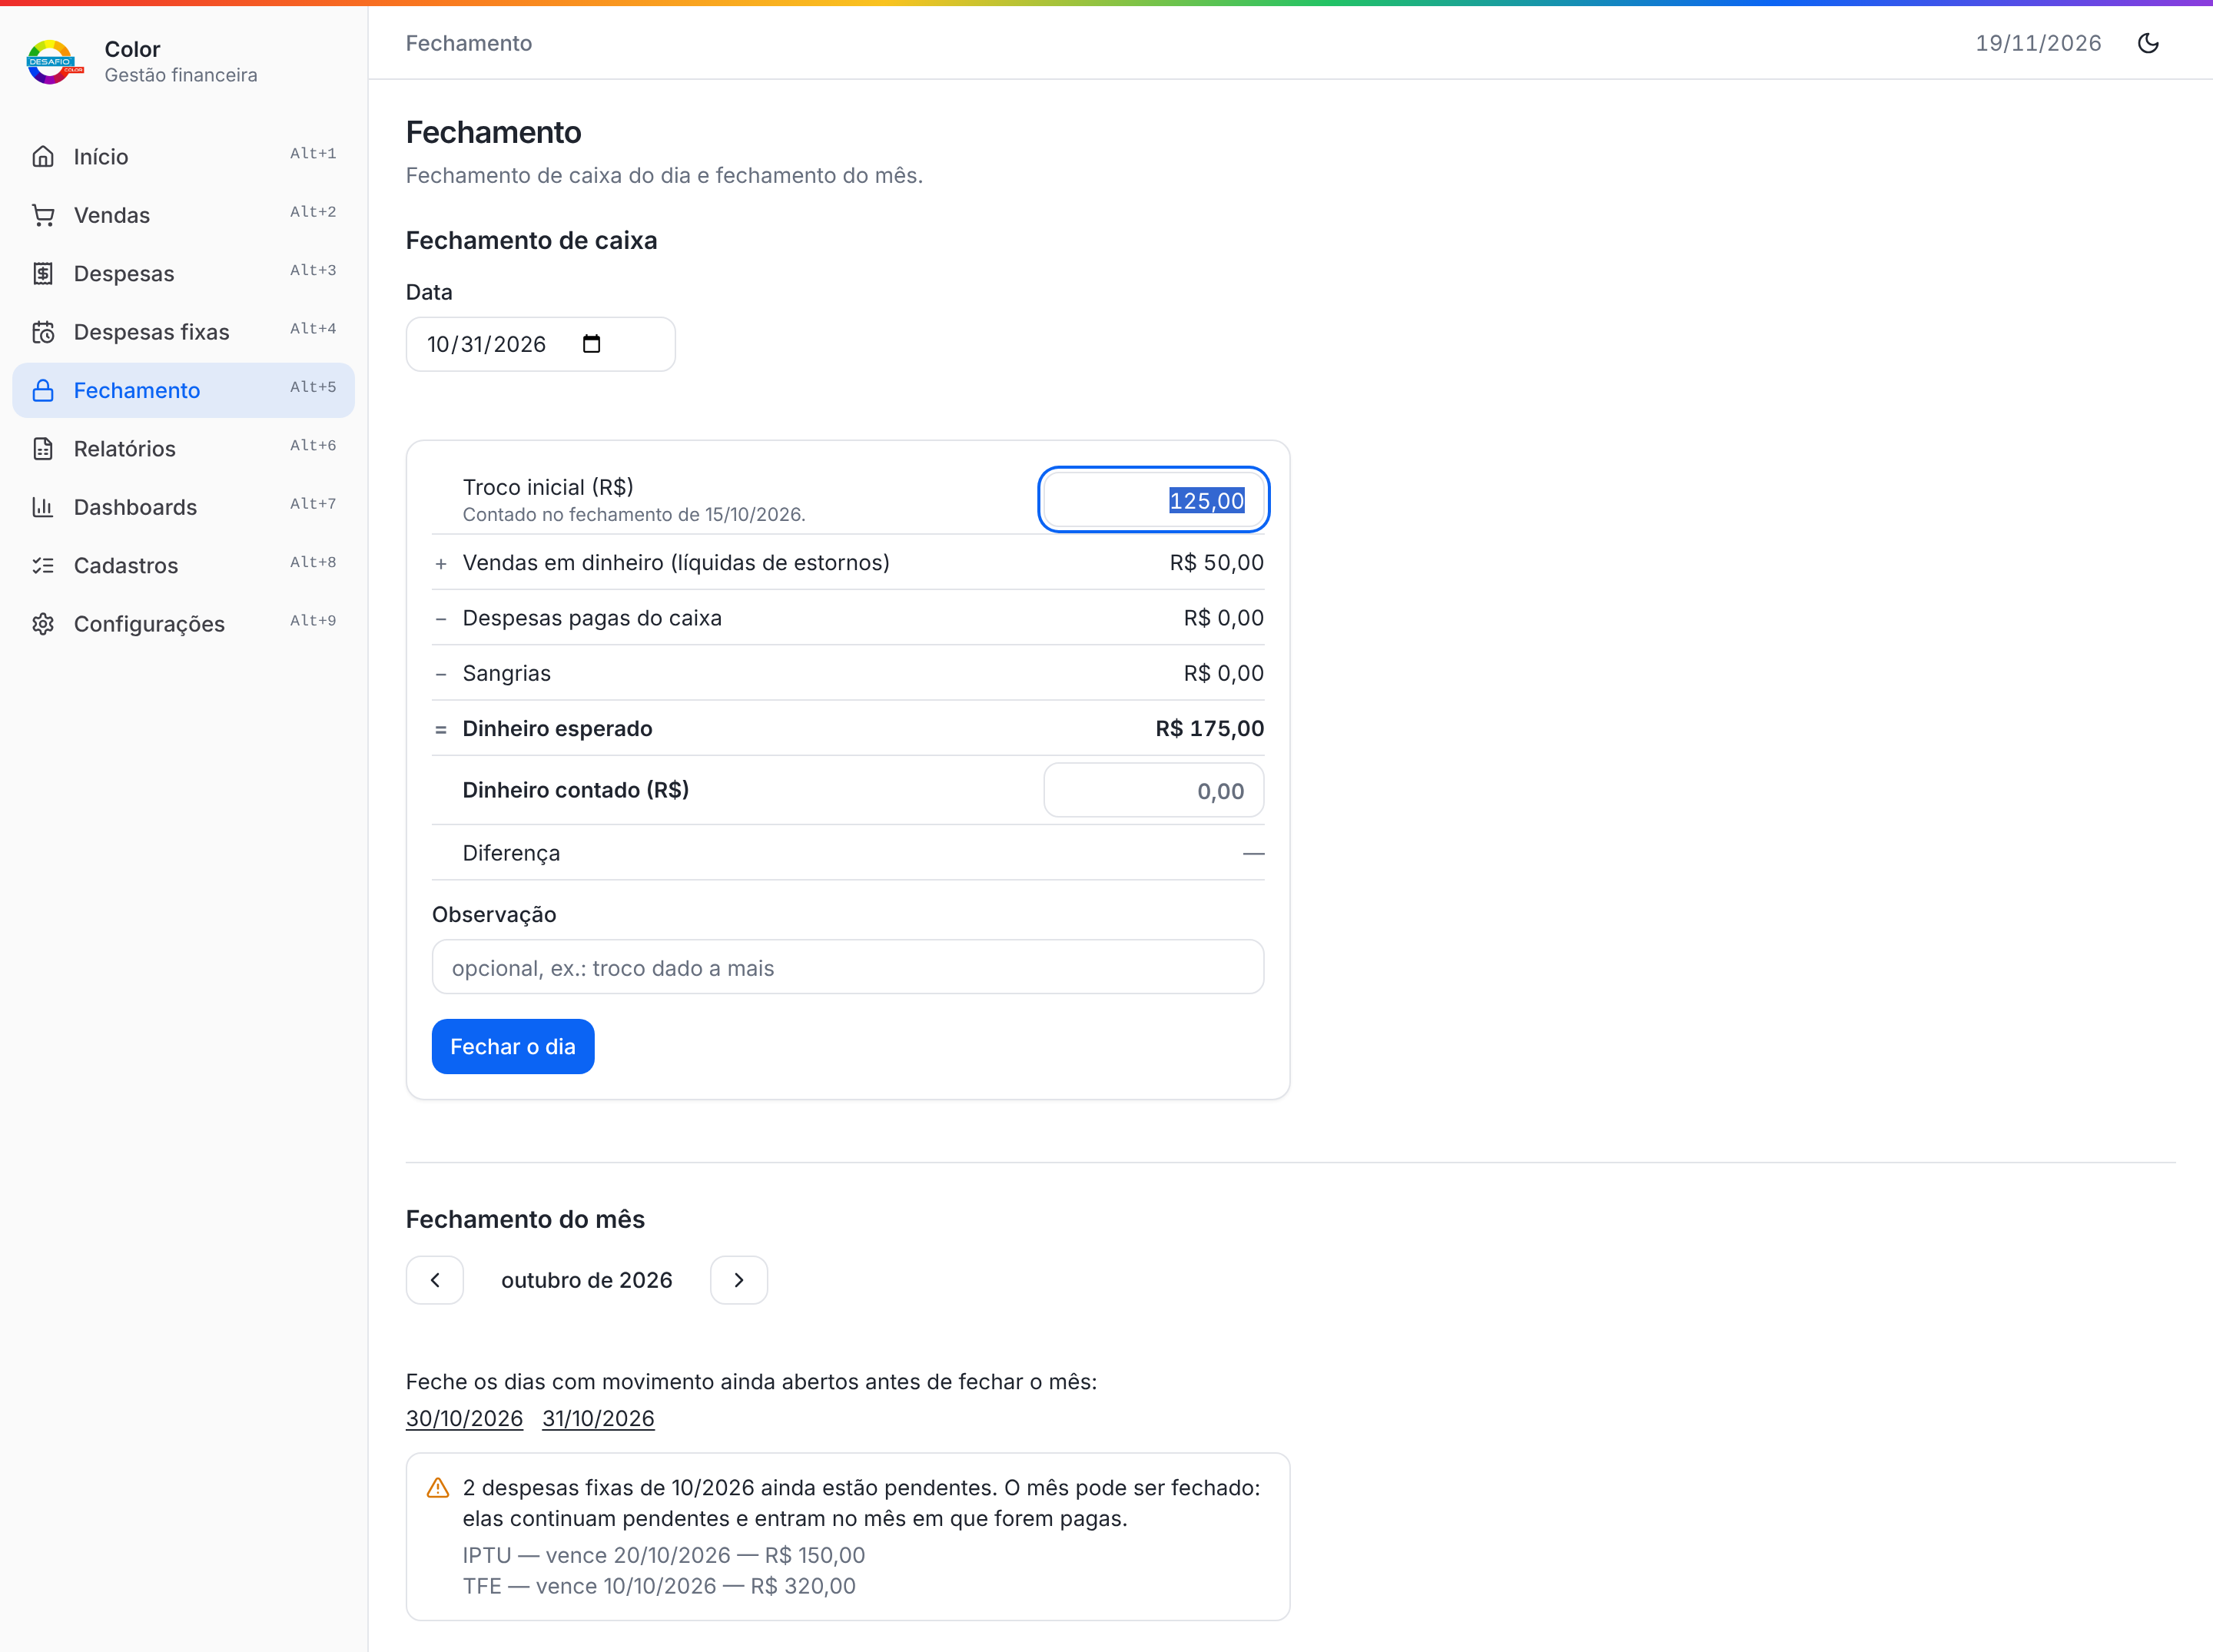 DESAFIO
COLOR
Color
Gestão financeira
Início Alt+1
Vendas Alt+2
Despesas Alt+3
Despesas fixas Alt+4
Fechamento Alt+5
Relatórios Alt+6
Dashboards Alt+7
Cadastros Alt+8
Configurações Alt+9
Fechamento 19/11/2026
Fechamento
Fechamento de caixa do dia e fechamento do mês.
Fechamento de caixa
Data
10/31/2026
Troco inicial (R$) 125,00
Contado no fechamento de 15/10/2026.
+ Vendas em dinheiro (líquidas de estornos) R$ 50,00
− Despesas pagas do caixa R$ 0,00
− Sangrias R$ 0,00
= Dinheiro esperado R$ 175,00
Dinheiro contado (R$) 0,00
Diferença —
Observação
opcional, ex.: troco dado a mais
Fechar o dia
Fechamento do mês
outubro de 2026
Feche os dias com movimento ainda abertos antes de fechar o mês:
30/10/2026 31/10/2026
2 despesas fixas de 10/2026 ainda estão pendentes. O mês pode ser fechado:
elas continuam pendentes e entram no mês em que forem pagas.
IPTU — vence 20/10/2026 — R$ 150,00
TFE — vence 10/10/2026 — R$ 320,00